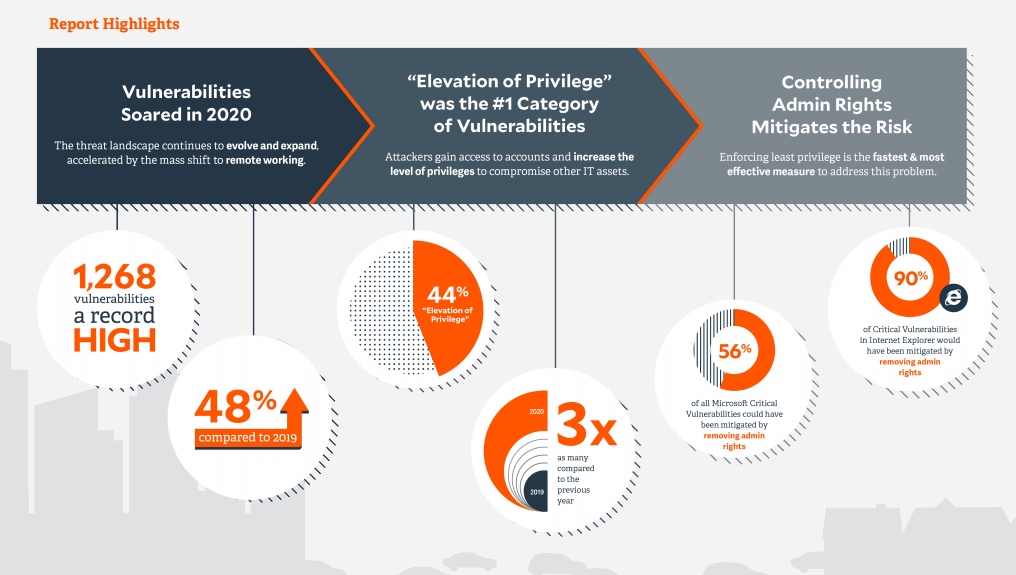 Report Highlights
Vulnerabilities
Soared in 2020
The threat landscape continues to evolve and expand,
accelerated by the mass shift to remote working.
“Elevation of Privilege”
was the #1 Category
of Vulnerabilities
Attackers gain access to accounts and increase the
level of privileges to compromise other IT assets.
Controlling
Admin Rights
Mitigates the Risk
Enforcing least privilege is the fastest & most
effective measure to address this problem.
1,268
vulnerabilities
a record
HIGH
48%
compared to 2019
44%
“Elevation of
Privilege”
2020
2019
3x
as many
compared
to the
previous
year
56%
of all Microsoft Critical
Vulnerabilities could have
been mitigated by
removing admin
rights
90%
of Critical Vulnerabilities
in Internet Explorer would
have been mitigated by
removing admin
rights